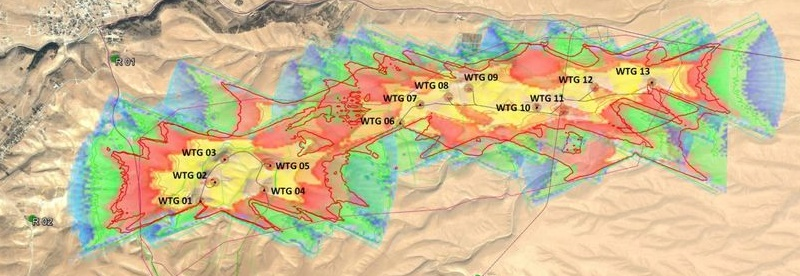 R 01
WTG 13
WTG 12
WTG 09
WTG 08
WTG 07
WTG 11
WTG 10
WTG 06
WTG 03
WTG 05
WTG 02
WTG 04
WTG 01
R 02